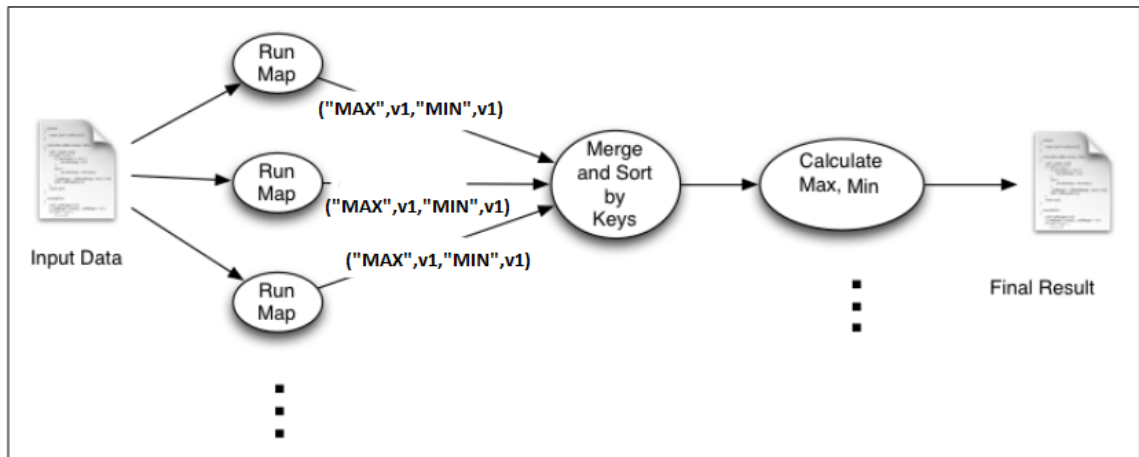 Run
Map
("MAX",v1,"MIN",v1)
Input Data
Run
Map
("MAX",v1,"MIN",v1)
Run
Map
("MAX",v1,"MIN",v1)
Merge
and Sort
by
Keys
Calculate
Max, Min
Final Result